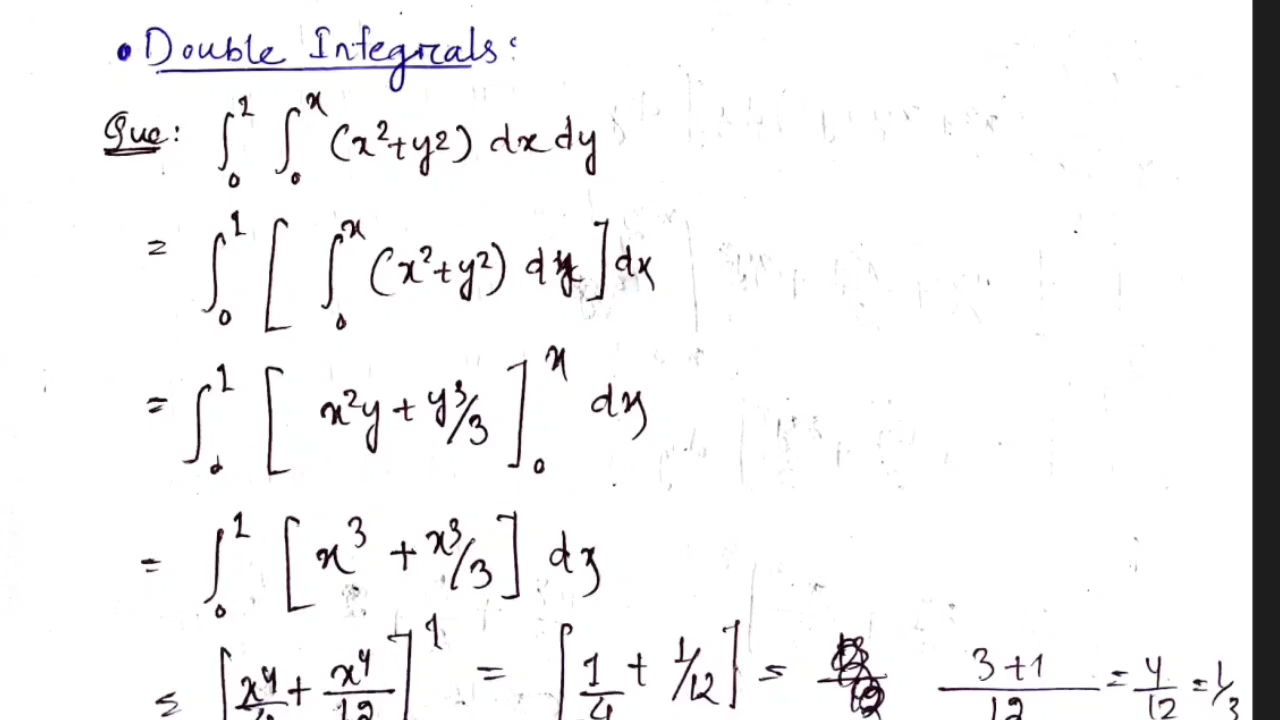 • Double Integrals:
Que: ∫₀¹ ∫₀ˣ (x²+y²) dx dy
= ∫₀¹ [ ∫₀ˣ (x²+y²) dy ] dx
= ∫₀¹ [ x²y + y³/3 ]₀ˣ dx
= ∫₀¹ [ x³ + x³/3 ] dx
= [ x⁴/4 + x⁴/12 ]¹ = [ 1/4 + 1/12 ] = 3+1/12 = 4/12 = 1/3